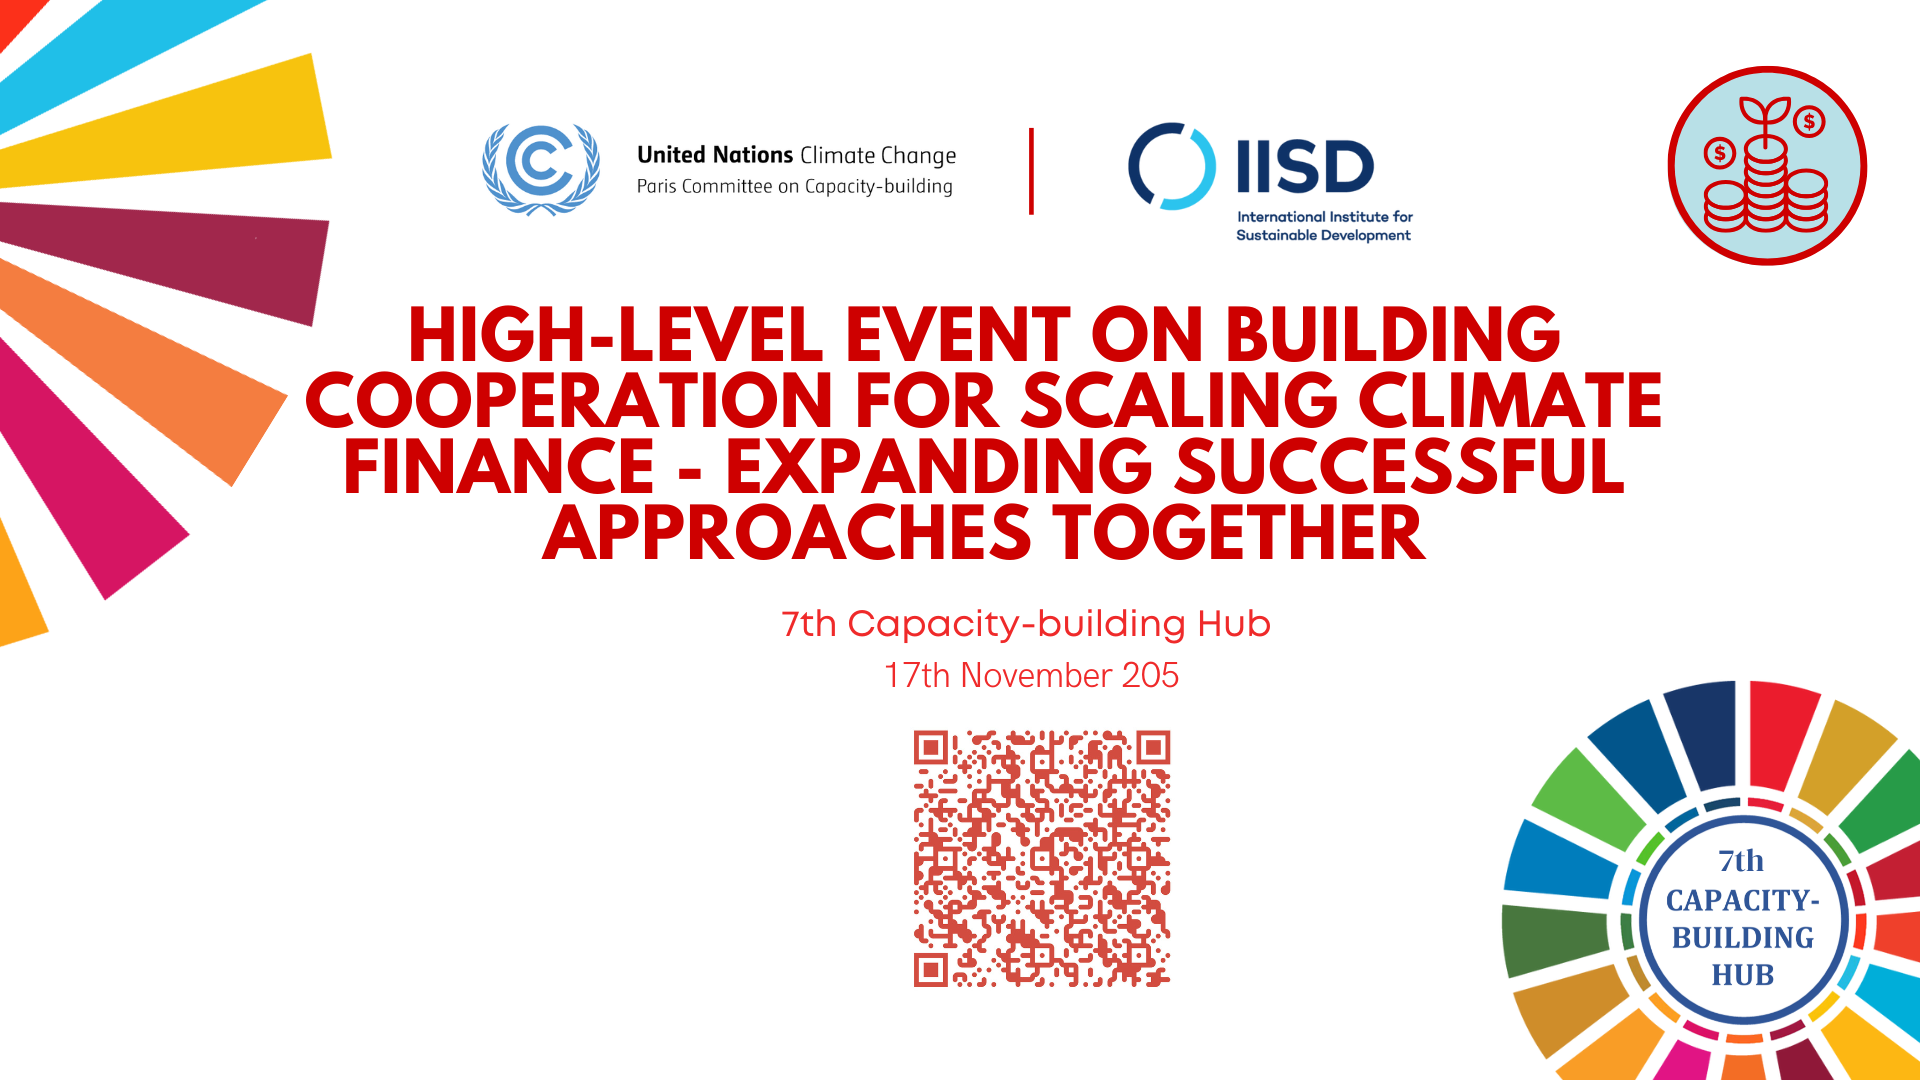 United Nations Climate Change
Paris Committee on Capacity-building
IISD
International Institute for
Sustainable Development
$
$
HIGH-LEVEL EVENT ON BUILDING
COOPERATION FOR SCALING CLIMATE
FINANCE - EXPANDING SUCCESSFUL
APPROACHES TOGETHER
7th Capacity-building Hub
17th November 205
7th
CAPACITY-
BUILDING
HUB